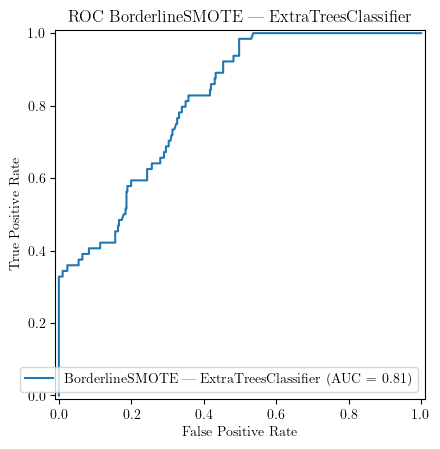 ROC BorderlineSMOTE — ExtraTreesClassifier
1.0
0.8
0.6
0.4
0.2
0.0
True Positive Rate
BorderlineSMOTE — ExtraTreesClassifier (AUC = 0.81)
0.0 0.2 0.4 0.6 0.8 1.0
False Positive Rate